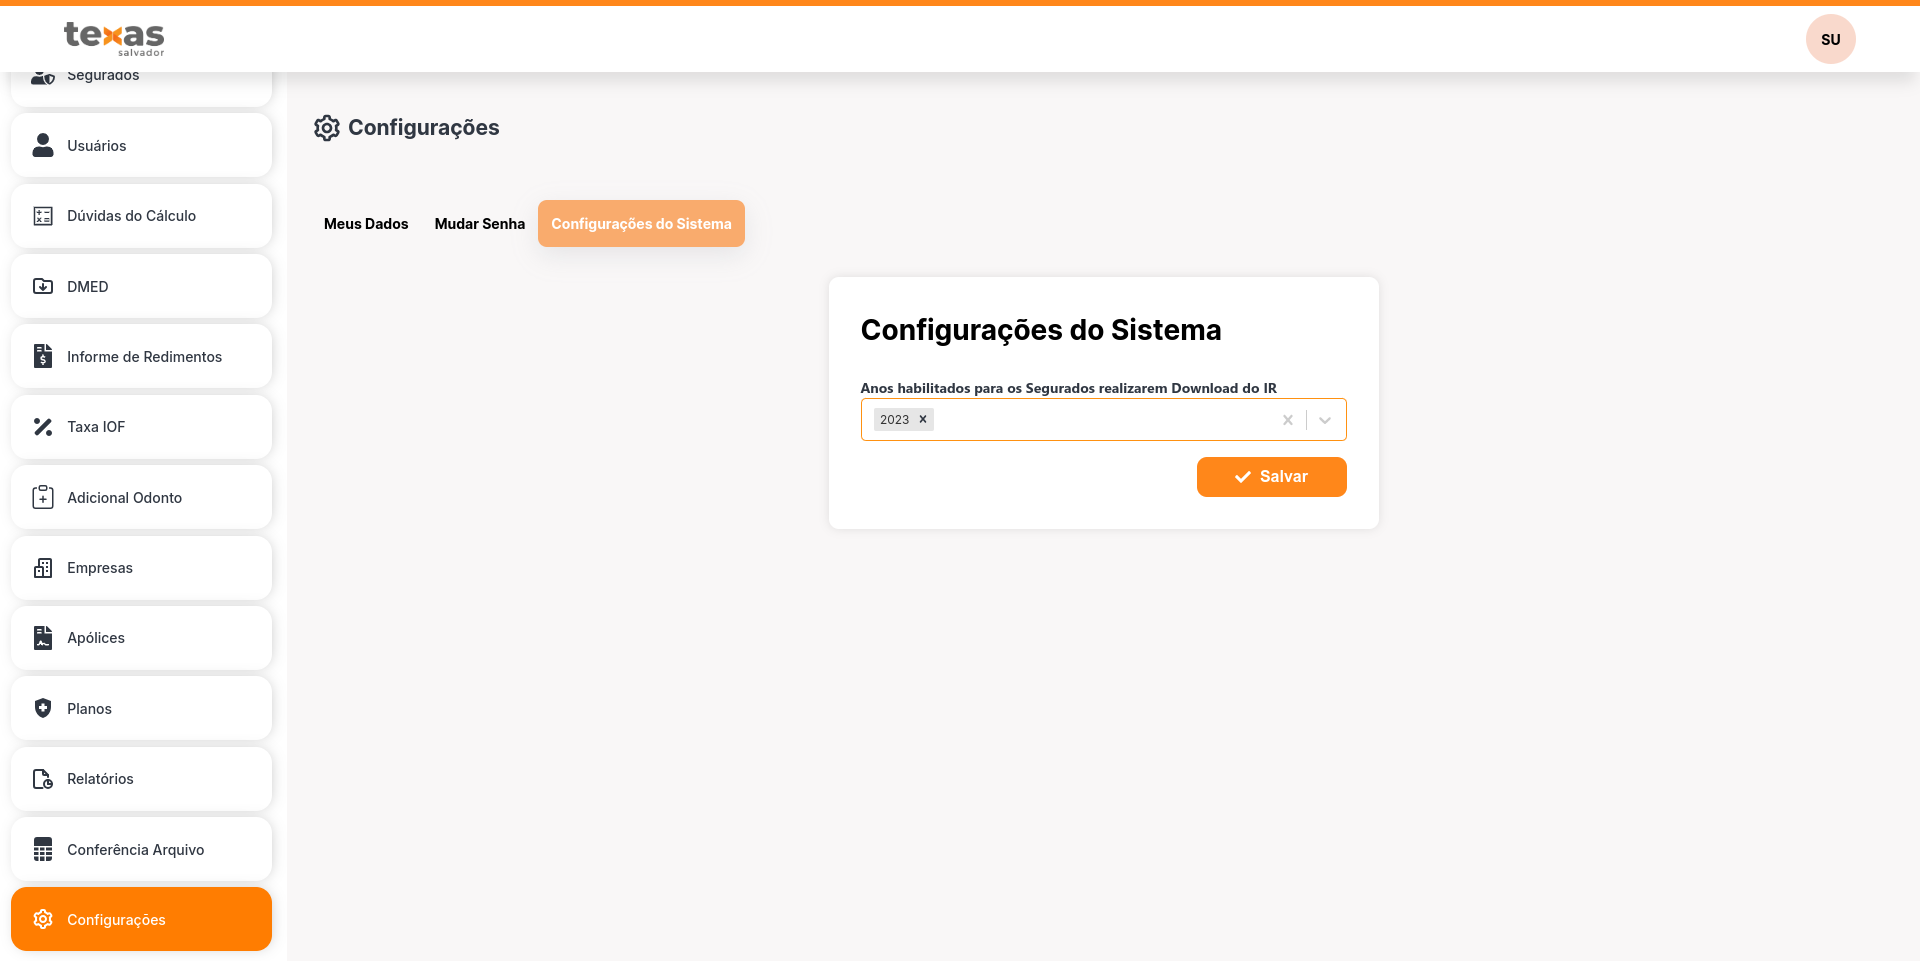 texas
salvador
SU
Segurados
Usuários
Dúvidas do Cálculo
DMED
Informe de Redimentos
Taxa IOF
Adicional Odonto
Empresas
Apólices
Planos
Relatórios
Conferência Arquivo
Configurações
Configurações
Meus Dados
Mudar Senha
Configurações do Sistema
Configurações do Sistema
Anos habilitados para os Segurados realizarem Download do IR
2023
Salvar